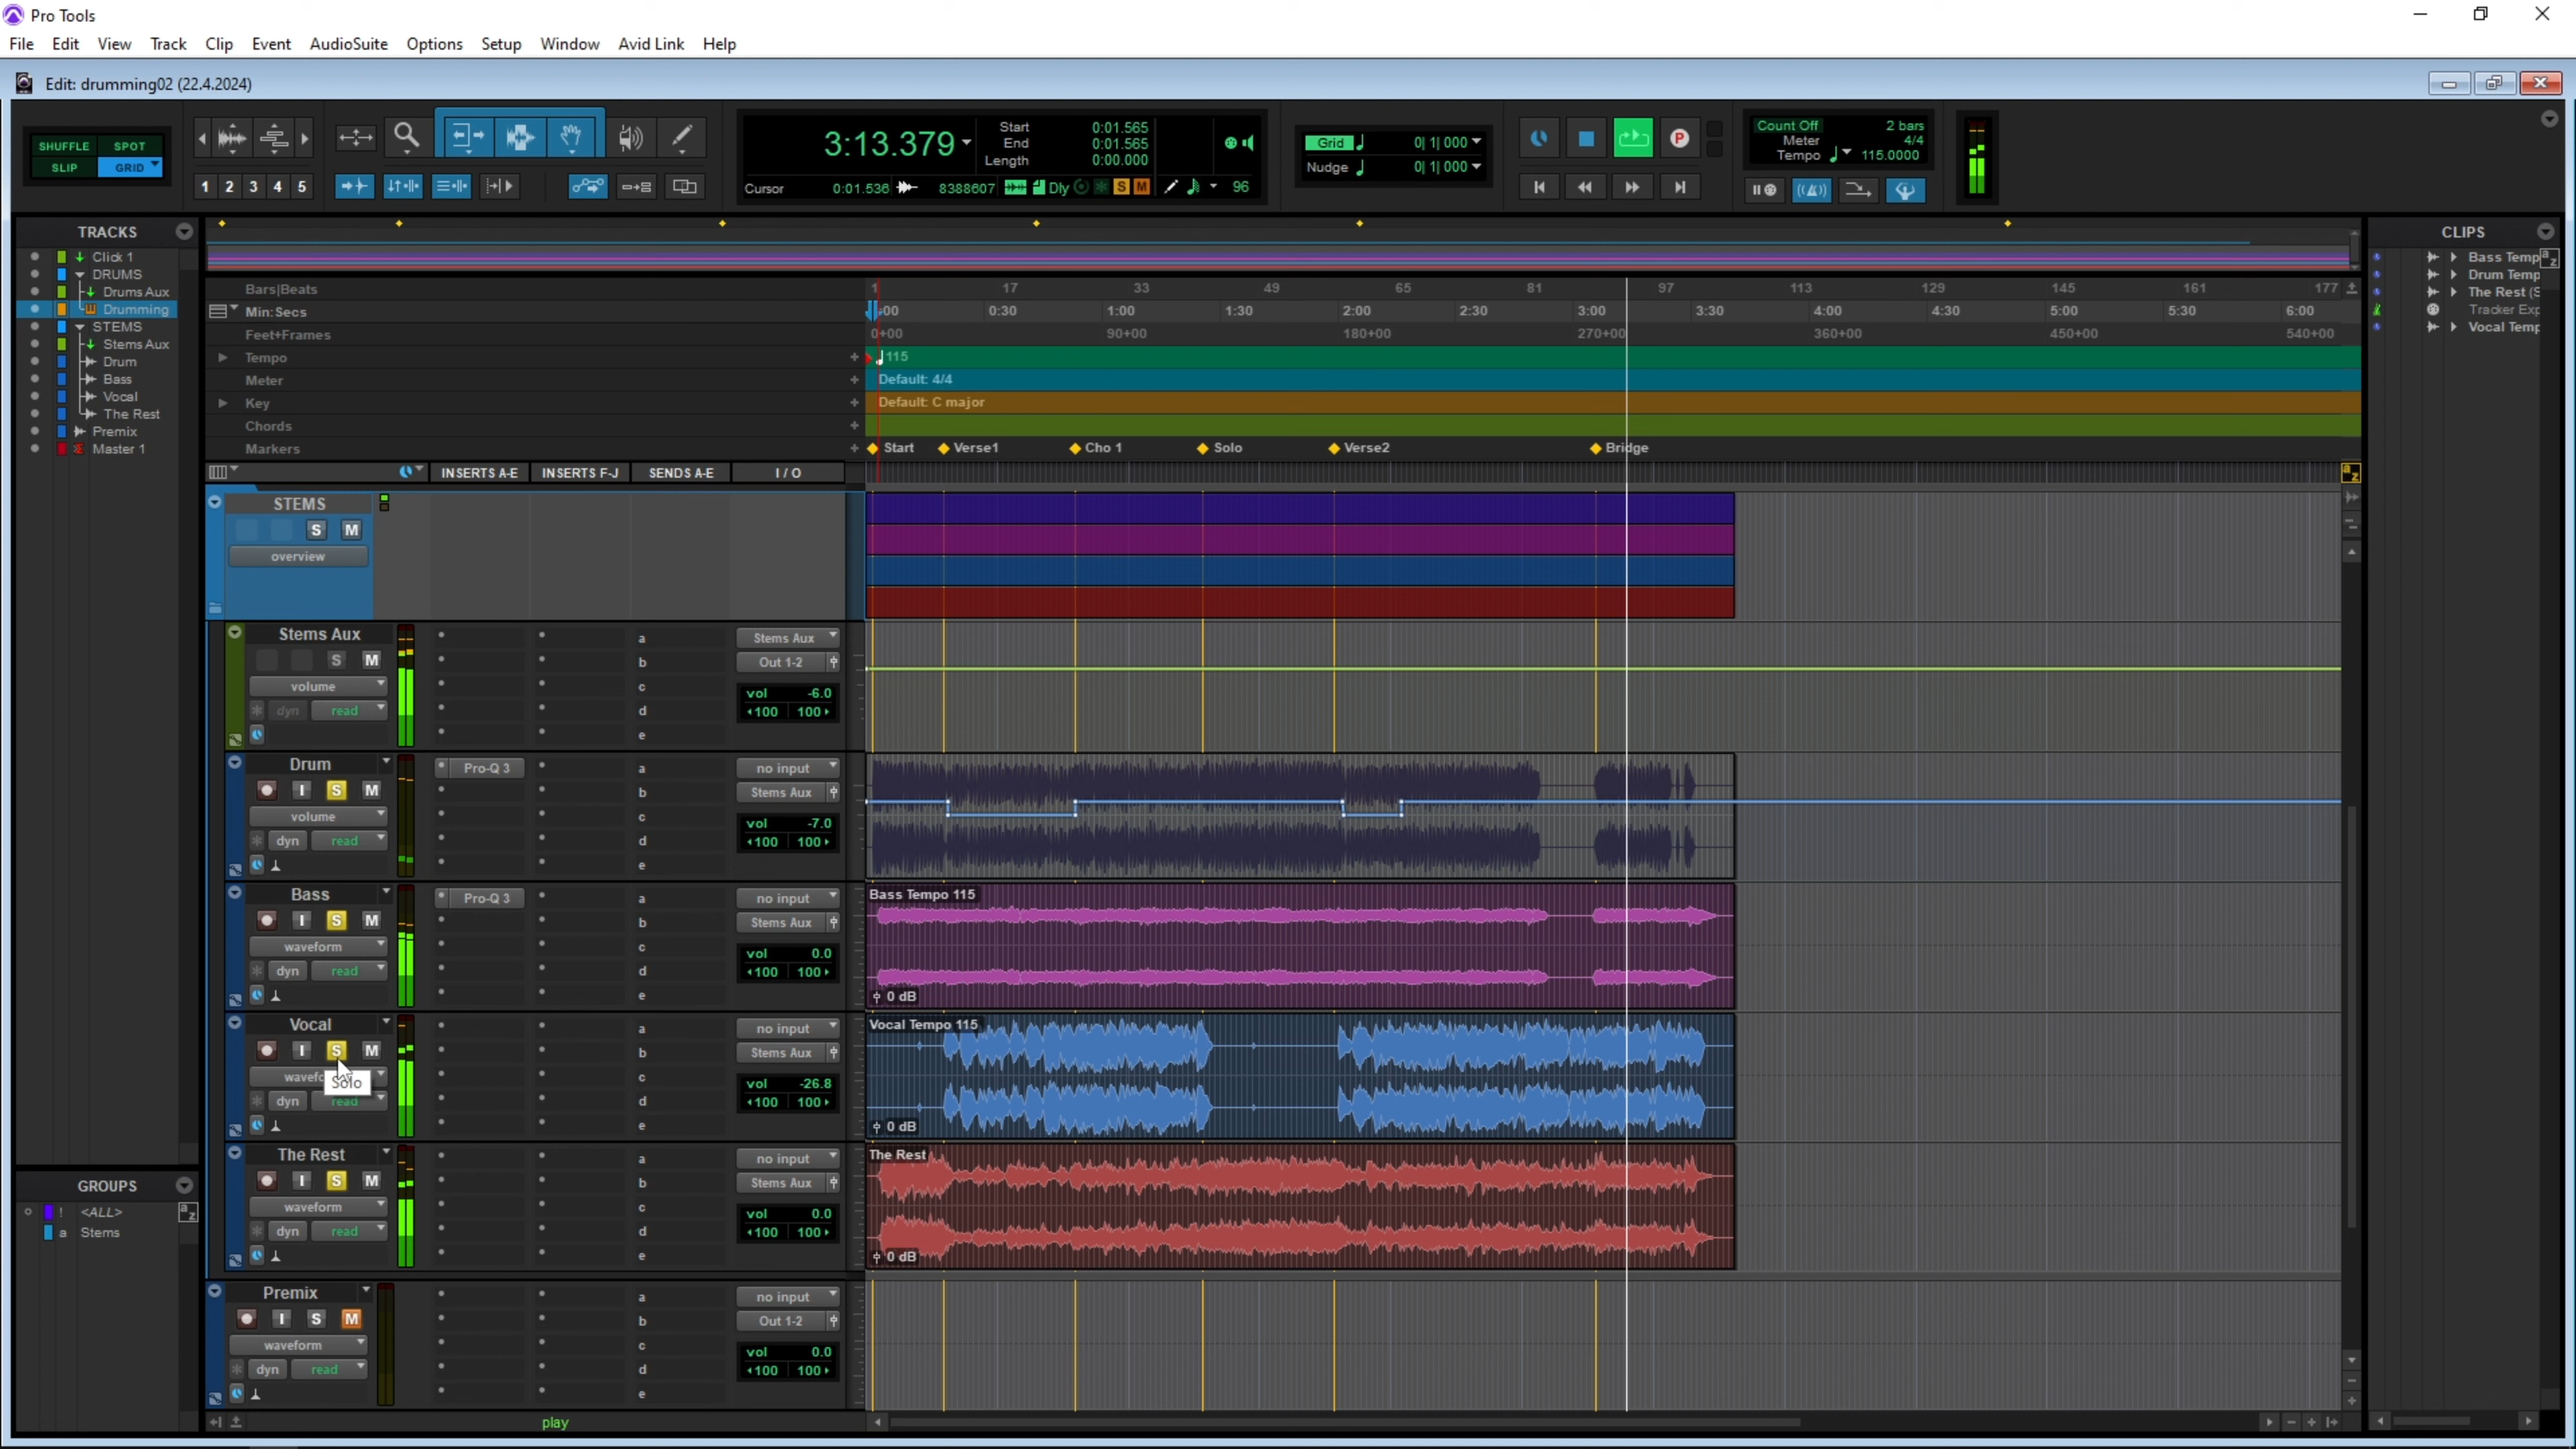 Pro Tools
File Edit View Track Clip Event AudioSuite Options Setup Window Avid Link Help
Edit: drumming02 (22.4.2024)
SHUFFLE SPOT
SLIP GRID
1 2 3 4 5
3:13.379
Start 0:01.565
End 0:01.565
Length 0:00.000
Cursor 0:01.536 8388607 Dly S M 96
Grid 0| 1| 000
Nudge 0| 1| 000
P
Count Off 2 bars
Meter 4/4
Tempo 115.0000
TRACKS
Click 1
DRUMS
Drums Aux
Drumming
STEMS
Stems Aux
Drum
Bass
Vocal
The Rest
Premix
Master 1
GROUPS
! <ALL>
a Stems
a z
Bars|Beats 1 17 33 49 65 81 97 113 129 145 161 177
Min:Secs :00 0:30 1:00 1:30 2:00 2:30 3:00 3:30 4:00 4:30 5:00 5:30 6:00
Feet+Frames 0+00 90+00 180+00 270+00 360+00 450+00 540+00
Tempo 115
Meter Default: 4/4
Key Default: C major
Chords
Markers Start Verse1 Cho 1 Solo Verse2 Bridge
INSERTS A-E INSERTS F-J SENDS A-E I / O
a z
STEMS
S M
overview
Stems Aux a Stems Aux
S M b Out 1-2
volume c vol -6.0
dyn read d 100 100
e
Drum Pro-Q 3 a no input
I S M b Stems Aux
volume c vol -7.0
dyn read d 100 100
e
Bass Pro-Q 3 a no input Bass Tempo 115
I S M b Stems Aux
waveform c vol 0.0
dyn read d 100 100
e 0 dB
Vocal a no input Vocal Tempo 115
I S M b Stems Aux
wavefo Solo c vol -26.8
dyn read d 100 100
e 0 dB
The Rest a no input The Rest
I S M b Stems Aux
waveform c vol 0.0
dyn read d 100 100
e 0 dB
Premix a no input
I S M b Out 1-2
waveform c vol 0.0
dyn read d 100 100
e
play
CLIPS
Bass Temp
Drum Temp
The Rest (S
Tracker Exp
Vocal Temp
a z